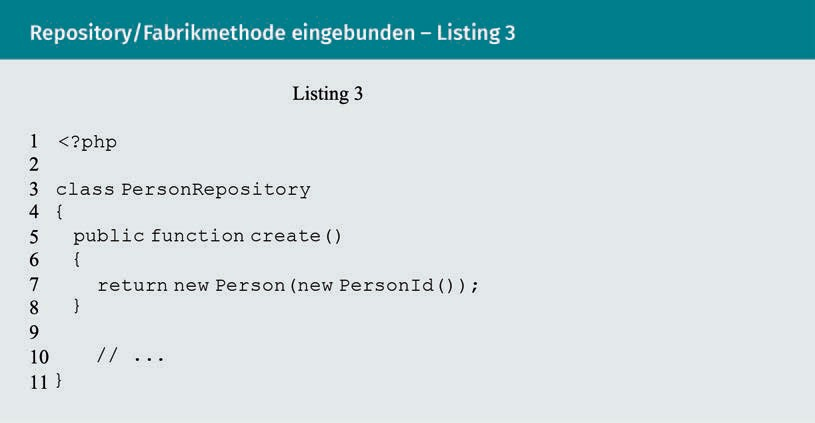 Repository/Fabrikmethode eingebunden – Listing 3
Listing 3
1 <?php
2
3 class PersonRepository
4 {
5 public function create()
6 {
7 return new Person(new PersonId());
8 }
9
10 // ...
11 }